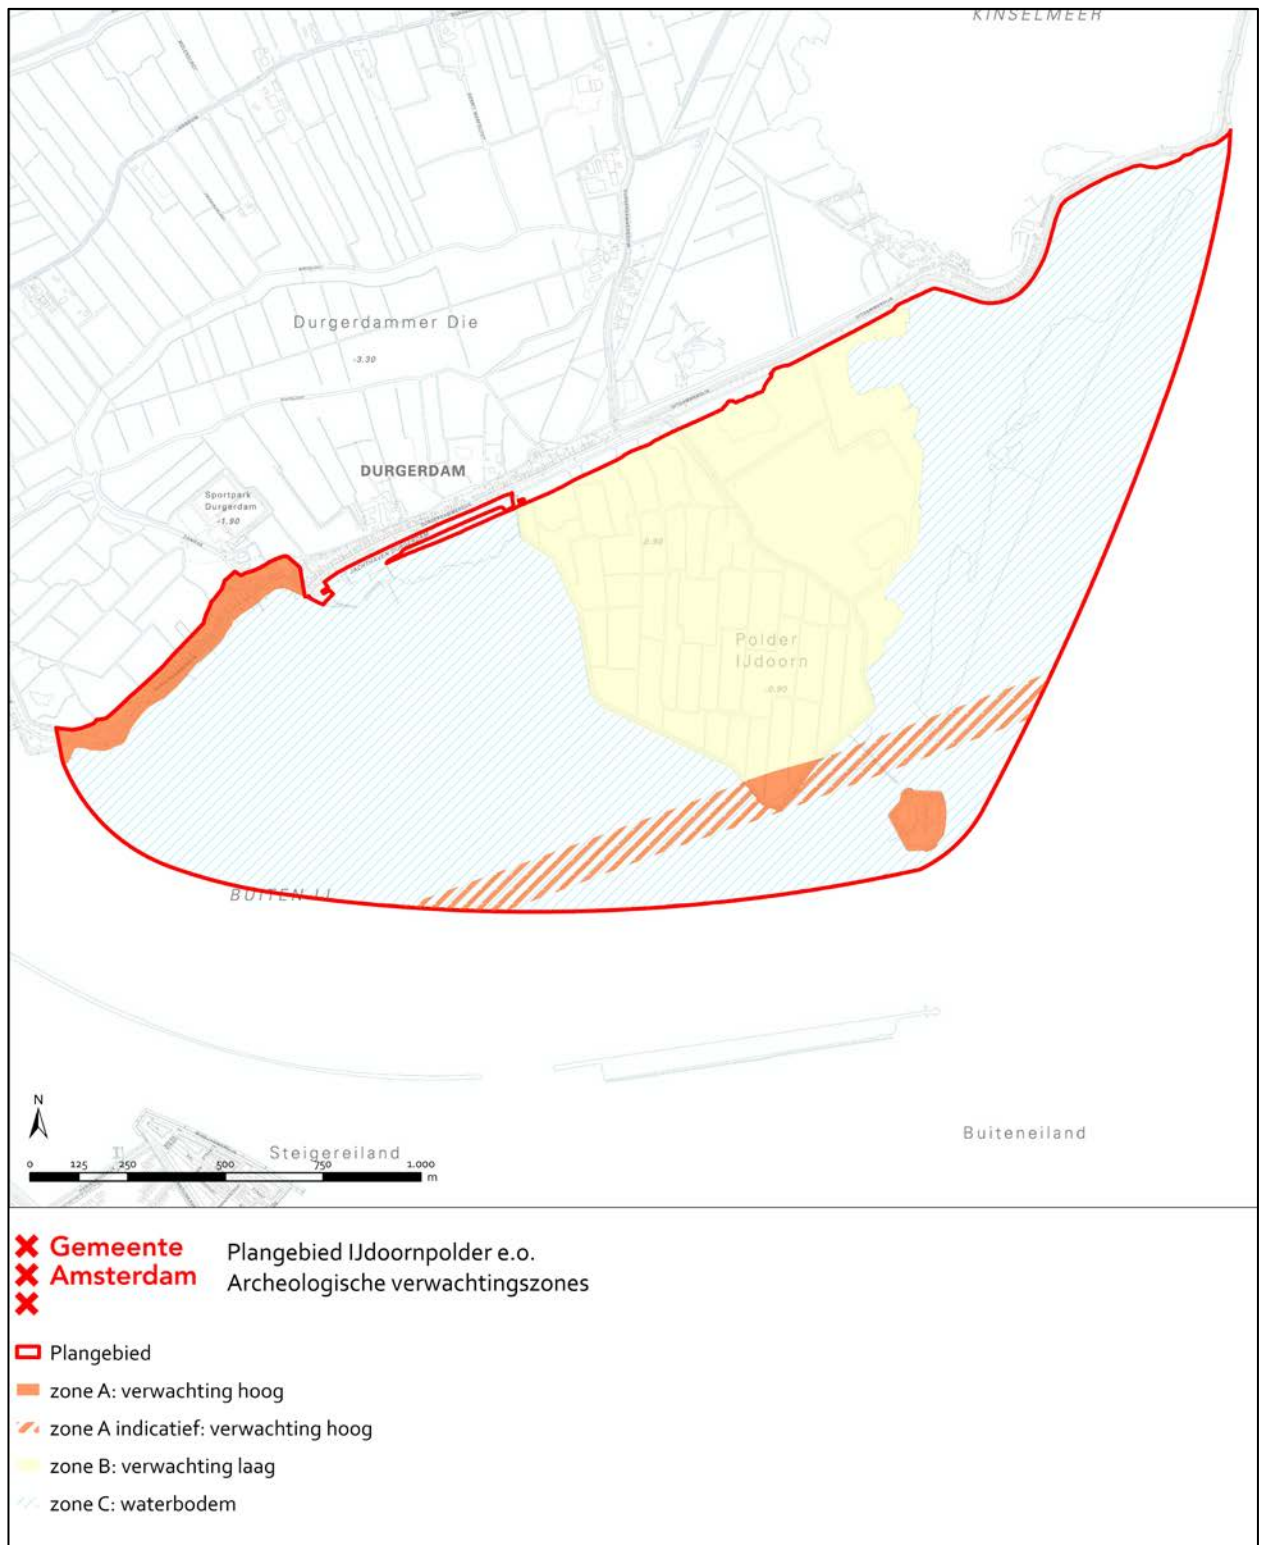 KINSELMEER
Durgerdammer Die
-3.30
DURGERDAM
Sportpark
Durgerdam
-1.90
-0.90
Polder
IJdoorn
-0.90
BUITEN IJ
Buiteneiland
N
Steigereiland
0 125 250 500 750 1.000
m
Gemeente
Amsterdam
Plangebied IJdoornpolder e.o.
Archeologische verwachtingszones
Plangebied
zone A: verwachting hoog
zone A indicatief: verwachting hoog
zone B: verwachting laag
zone C: waterbodem